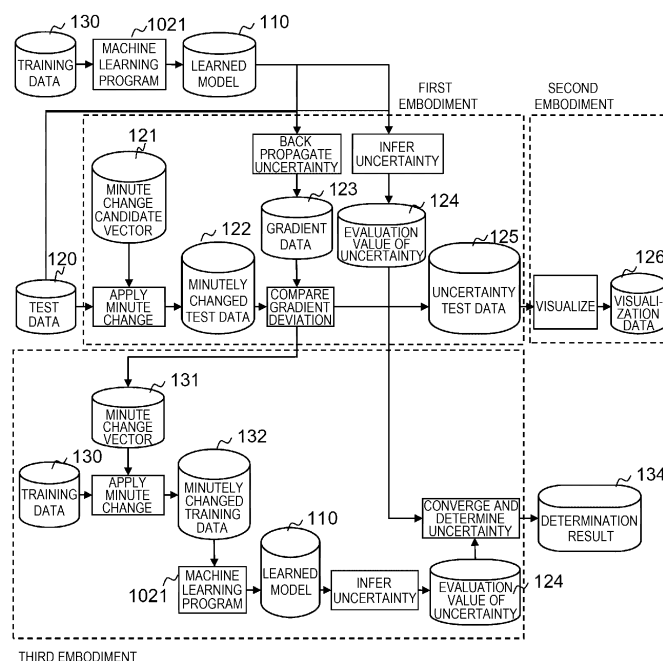 130
1021
110
TRAINING
DATA
MACHINE
LEARNING
PROGRAM
LEARNED
MODEL
FIRST
EMBODIMENT
SECOND
EMBODIMENT
121
MINUTE
CHANGE
CANDIDATE
VECTOR
BACK
PROPAGATE
UNCERTAINTY
INFER
UNCERTAINTY
123
124
122
GRADIENT
DATA
EVALUATION
VALUE OF
UNCERTAINTY
125
126
120
TEST
DATA
APPLY MINUTE
CHANGE
MINUTELY
CHANGED
TEST DATA
COMPARE
GRADIENT
DEVIATION
UNCERTAINTY
TEST DATA
VISUALIZE
VISUALI-
ZATION
DATA
131
MINUTE
CHANGE
VECTOR
132
130
TRAINING
DATA
APPLY MINUTE
CHANGE
MINUTELY
CHANGED
TRAINING
DATA
110
134
CONVERGE AND
DETERMINE
UNCERTAINTY
DETERMINATION
RESULT
1021
MACHINE
LEARNING
PROGRAM
LEARNED
MODEL
INFER
UNCERTAINTY
EVALUATION
VALUE OF
UNCERTAINTY
124
THIRD EMBODIMENT